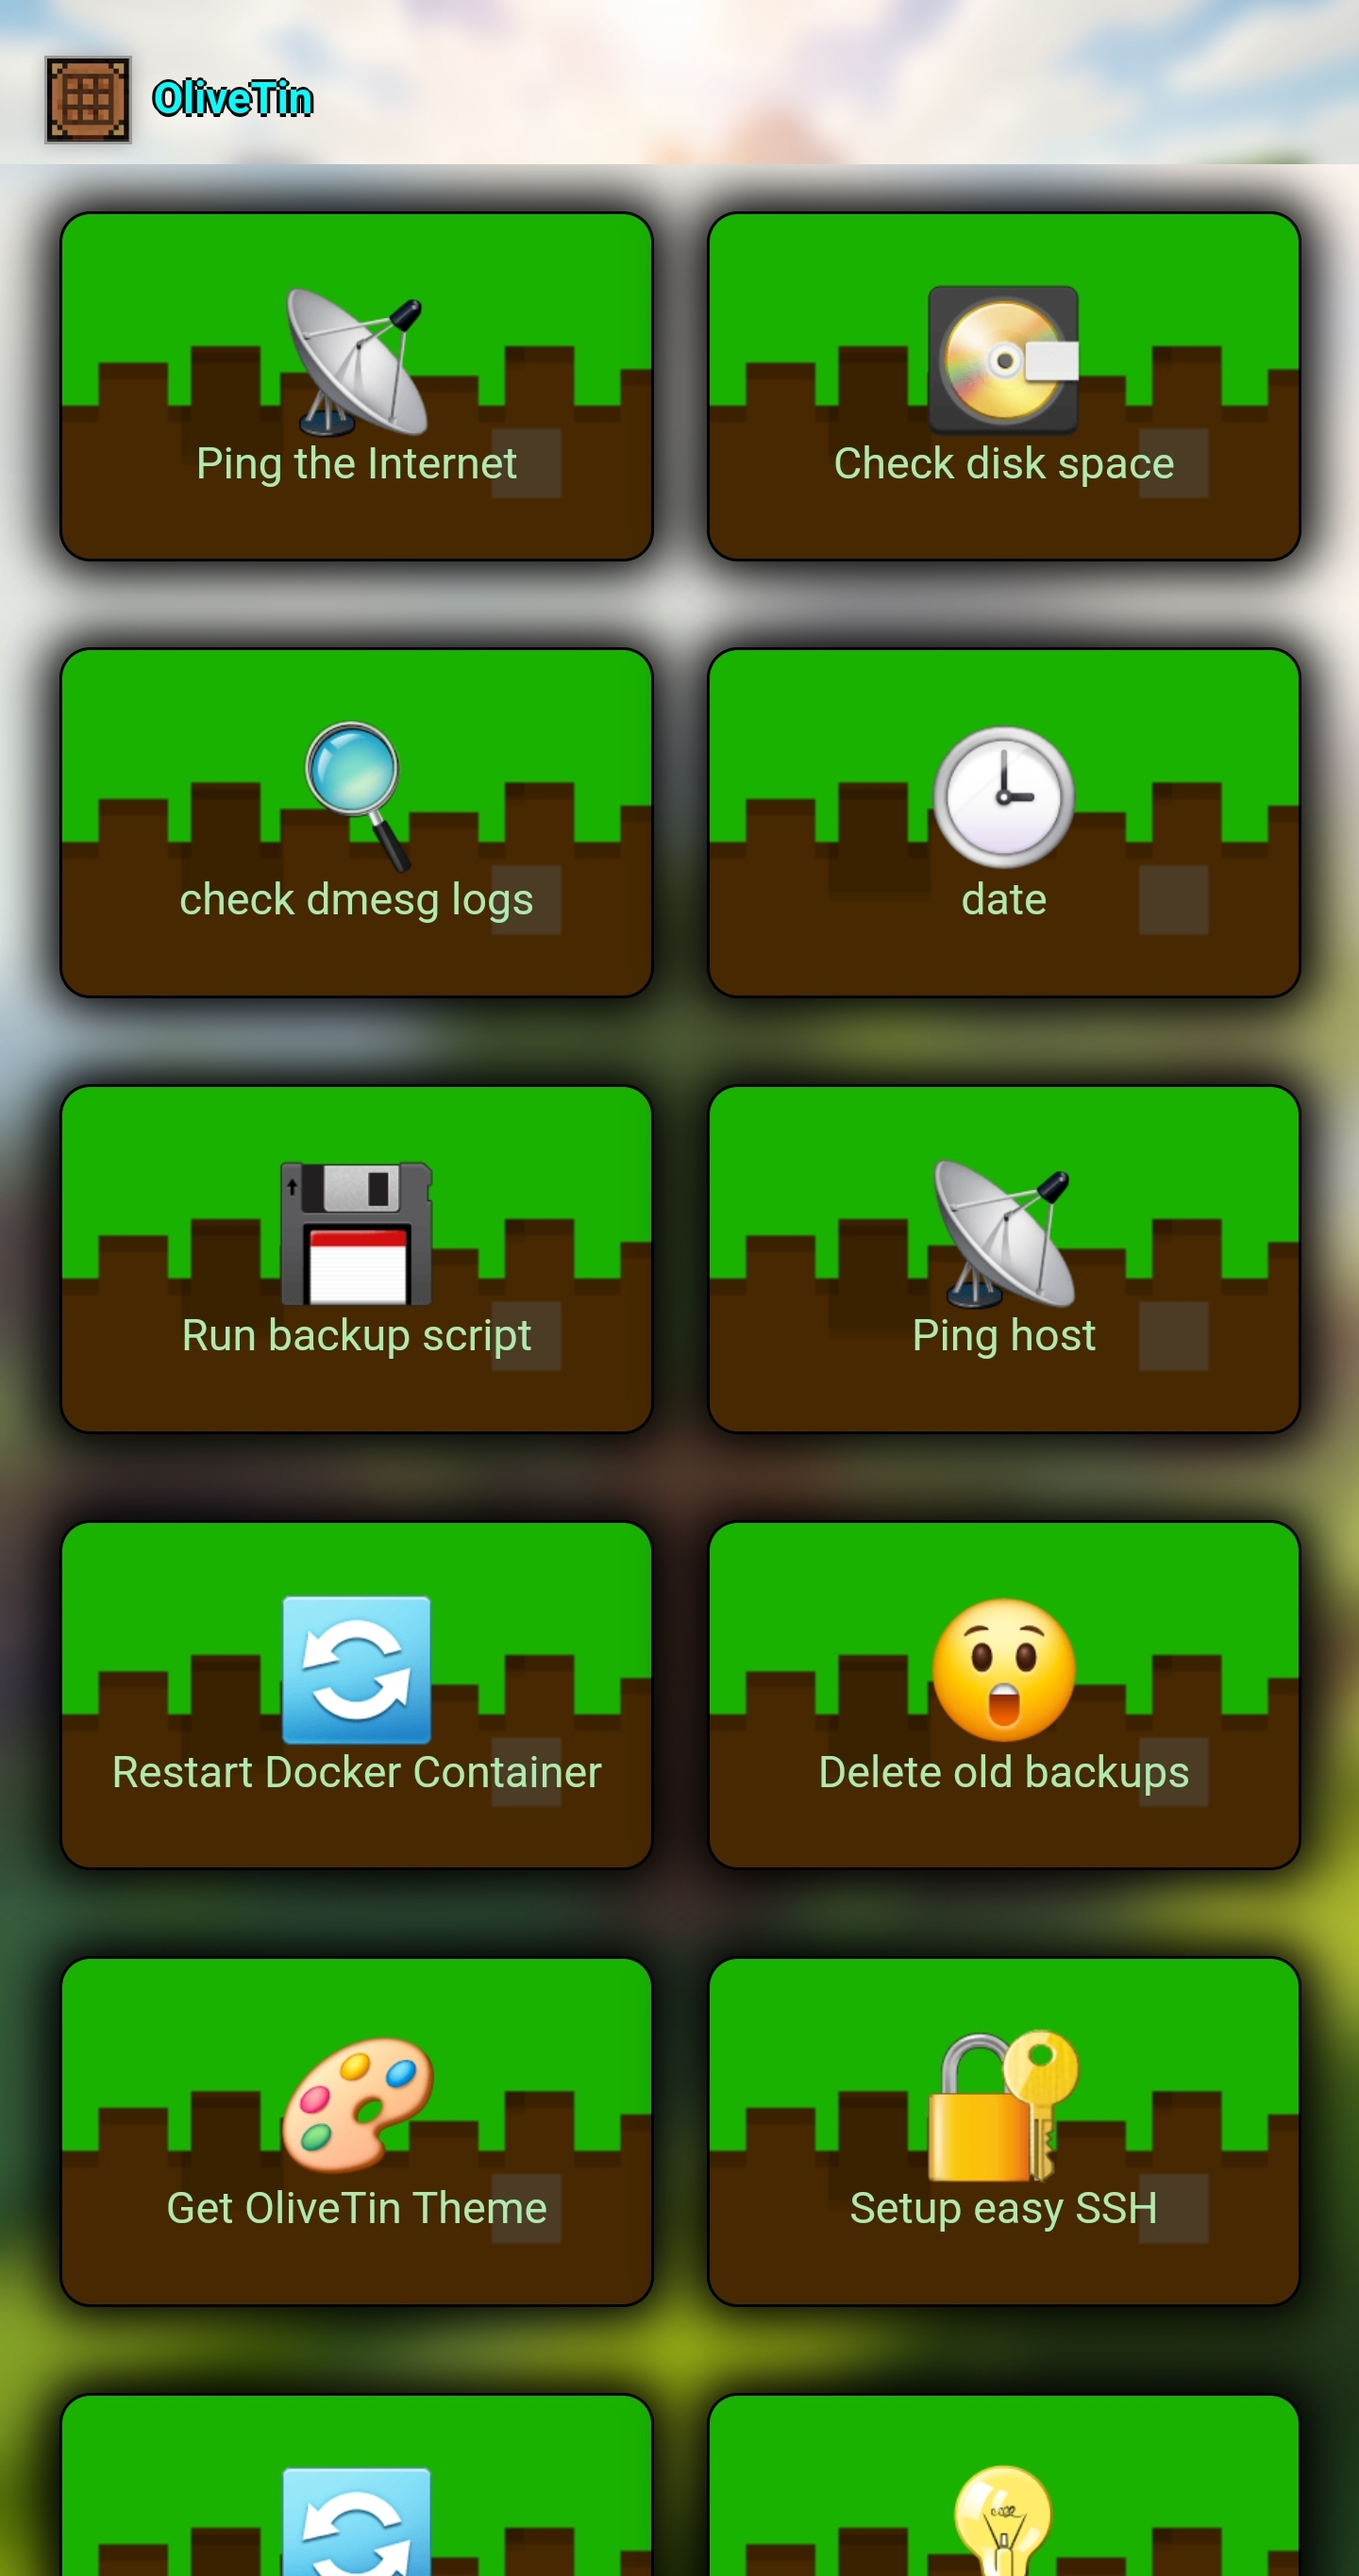 OliveTin
Ping the Internet
Check disk space
check dmesg logs
date
Run backup script
Ping host
Restart Docker Container
Delete old backups
Get OliveTin Theme
Setup easy SSH